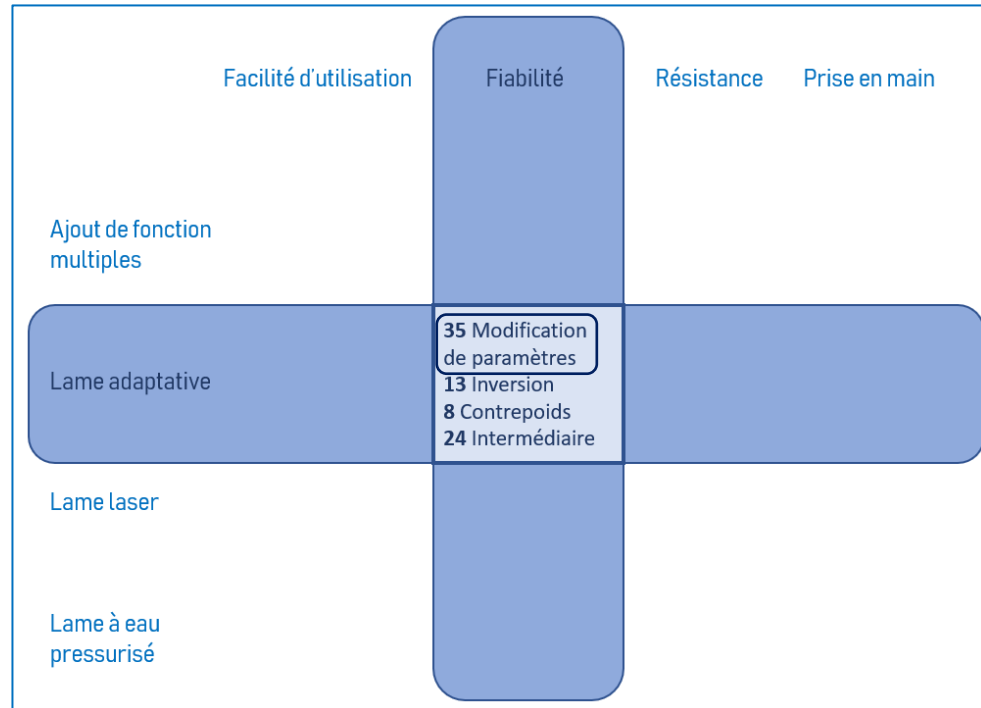 Facilité d'utilisation Fiabilité Résistance Prise en main
Ajout de fonction
multiples
Lame adaptative
35 Modification
de paramètres
13 Inversion
8 Contrepoids
24 Intermédiaire
Lame laser
Lame à eau
pressurisé